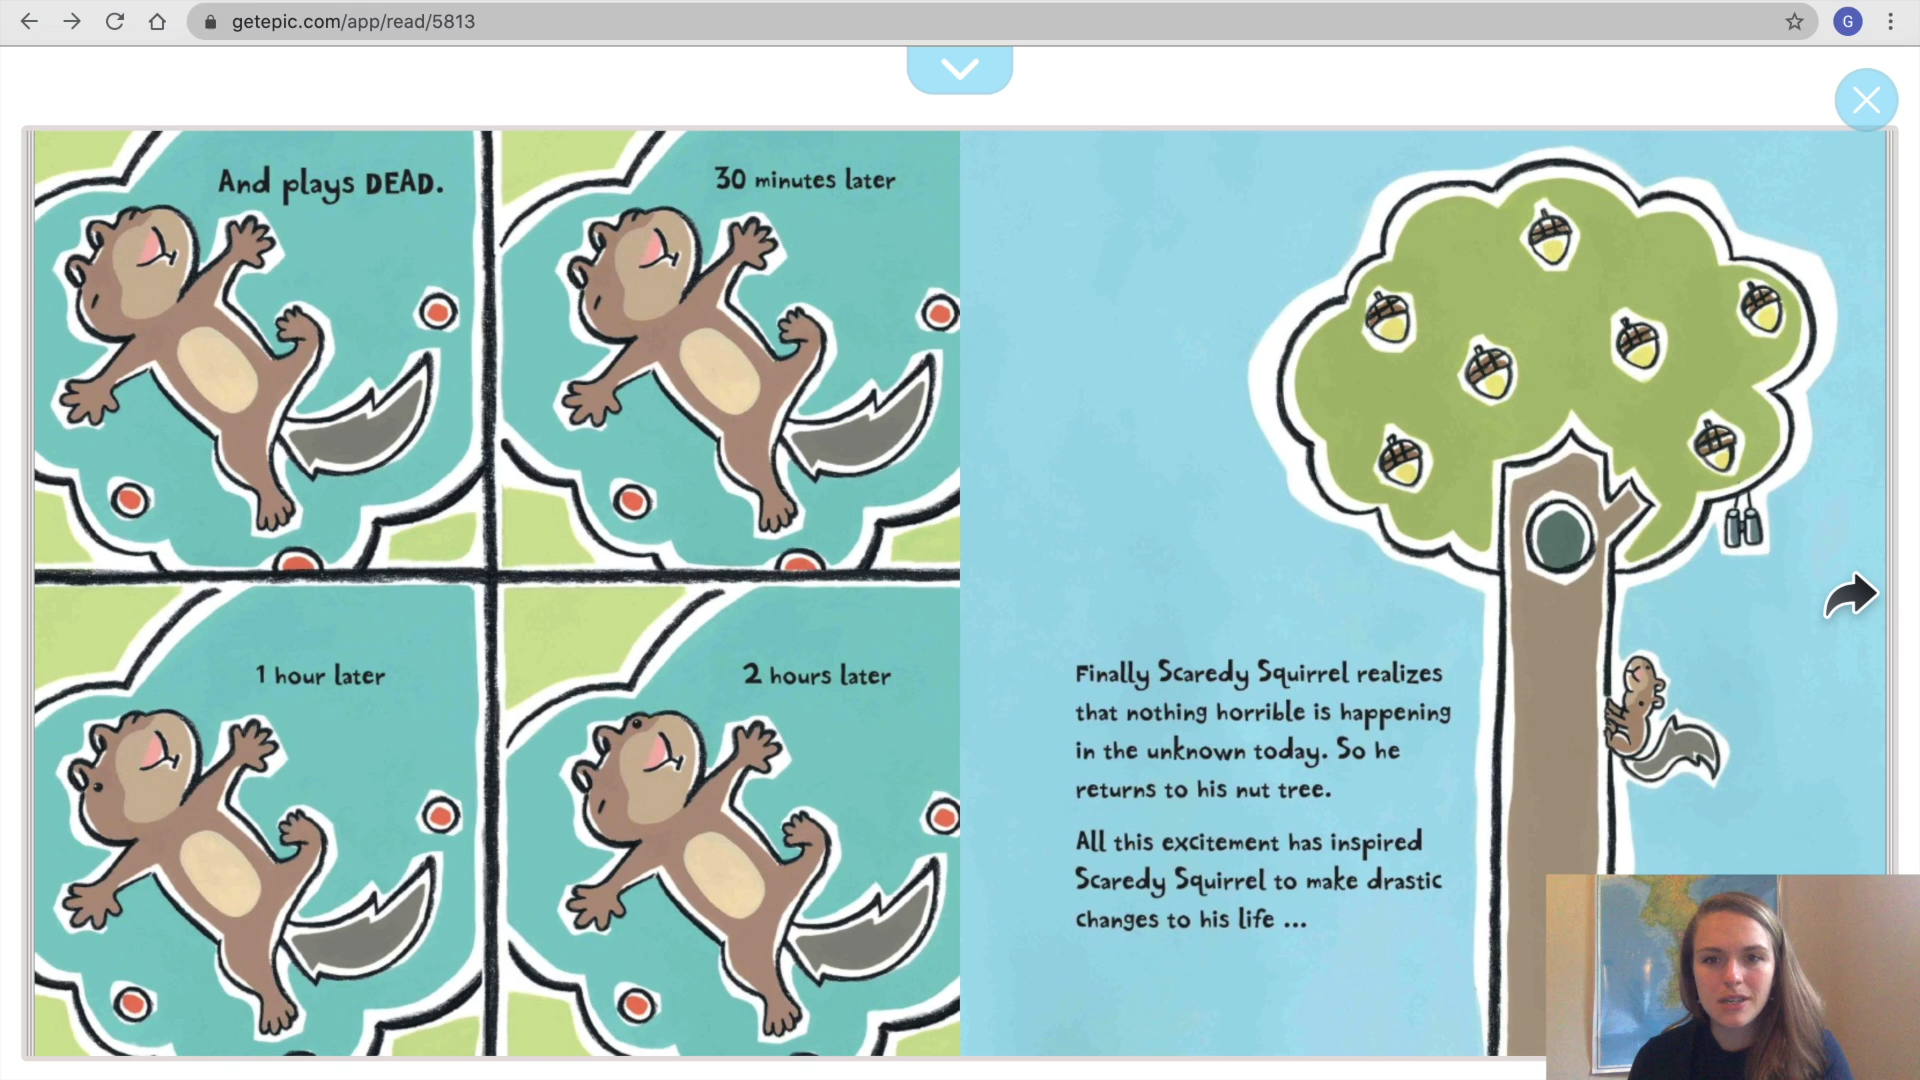 getepic.com/app/read/5813
G
And plays DEAD.
30 minutes later
1 hour later
2 hours later
Finally Scaredy Squirrel realizes
that nothing horrible is happening
in the unknown today. So he
returns to his nut tree.
All this excitement has inspired
Scaredy Squirrel to make drastic
changes to his life ...